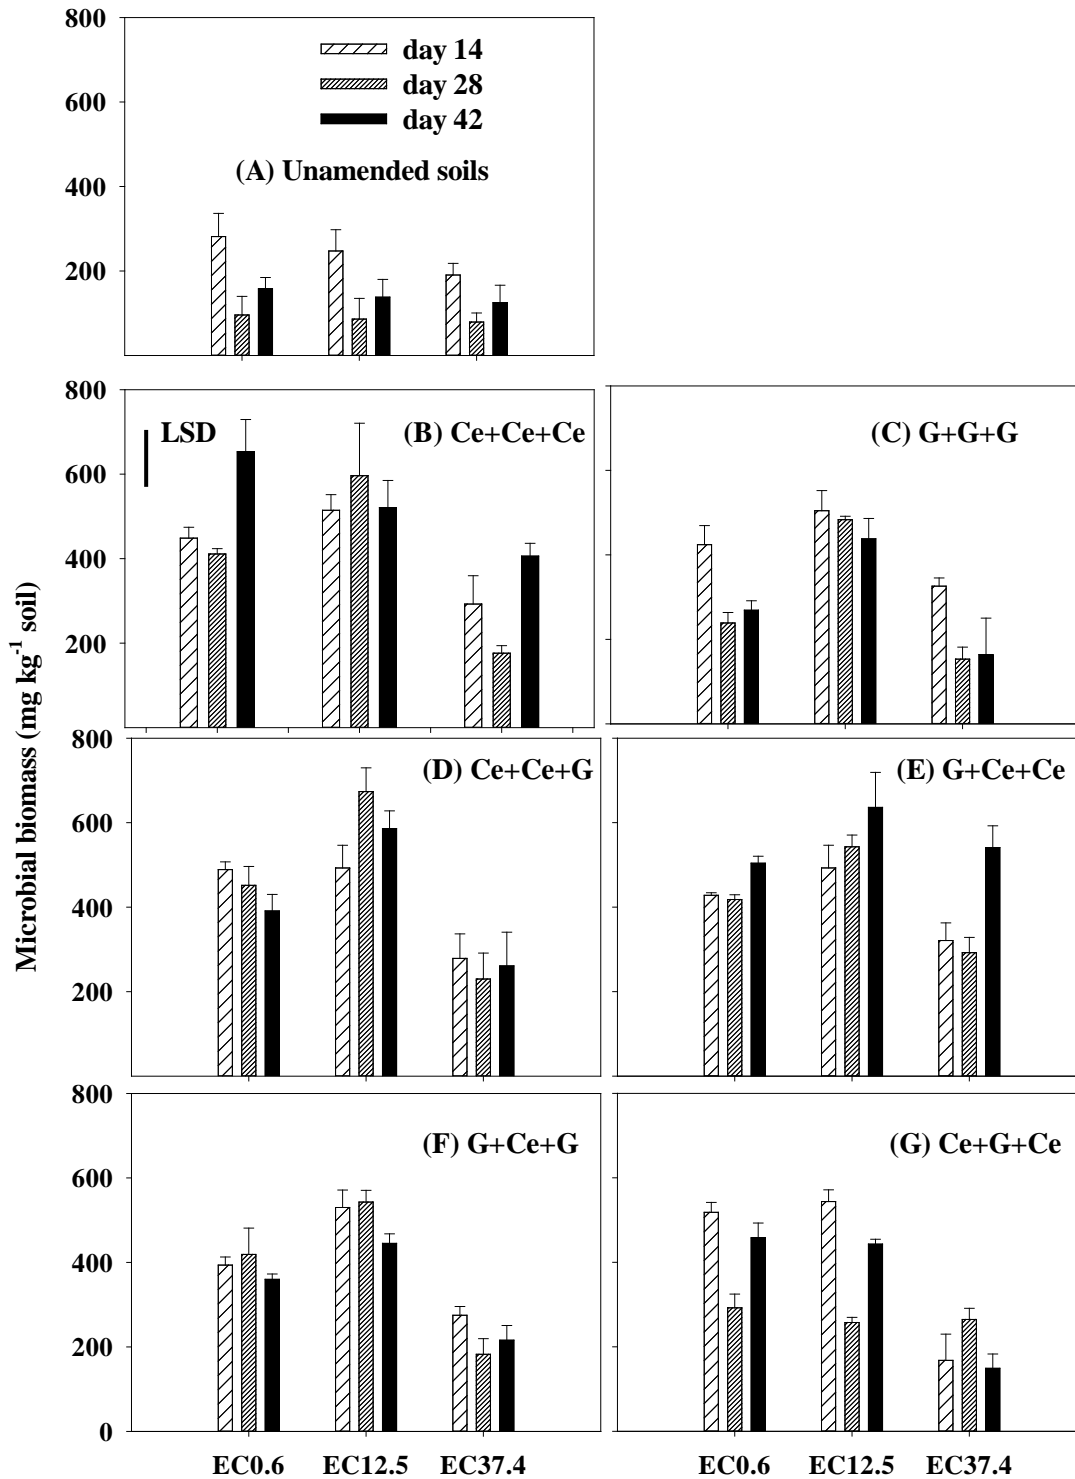 800
day 14
day 28
day 42
600
(A) Unamended soils
400
200
800
LSD
(B) Ce+Ce+Ce
(C) G+G+G
600
400
200
Microbial biomass (mg kg-1 soil)
800
(D) Ce+Ce+G
(E) G+Ce+Ce
600
400
200
800
(F) G+Ce+G
(G) Ce+G+Ce
600
400
200
0
EC0.6 EC12.5 EC37.4 EC0.6 EC12.5 EC37.4